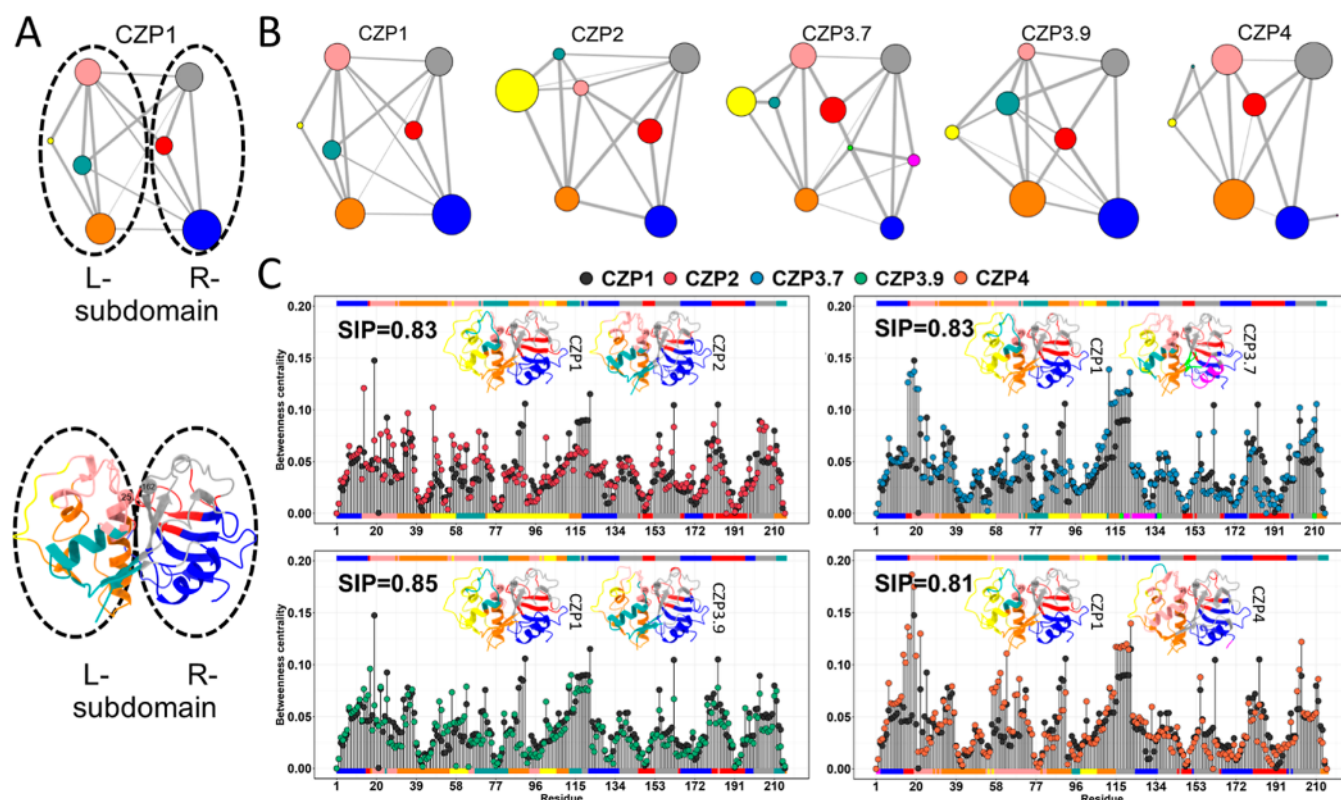 A
CZP1
L-
R-
subdomain
25
162
L-
R-
subdomain
B
CZP1
CZP2
CZP3.7
CZP3.9
CZP4
C
CZP1 CZP2 CZP3.7 CZP3.9 CZP4
Betweenness centrality
0.20
0.15
0.10
0.05
0.00
SIP=0.83
CZP1
CZP2
1 20 39 58 77 96 115 134 153 172 191 210
0.20
0.15
0.10
0.05
0.00
SIP=0.83
CZP1
CZP3.7
1 20 39 58 77 96 115 134 153 172 191 210
Betweenness centrality
0.20
0.15
0.10
0.05
0.00
SIP=0.85
CZP1
CZP3.9
1 20 39 58 77 96 115 134 153 172 191 210
Residue
0.20
0.15
0.10
0.05
0.00
SIP=0.81
CZP1
CZP4
1 20 39 58 77 96 115 134 153 172 191 210
Residue